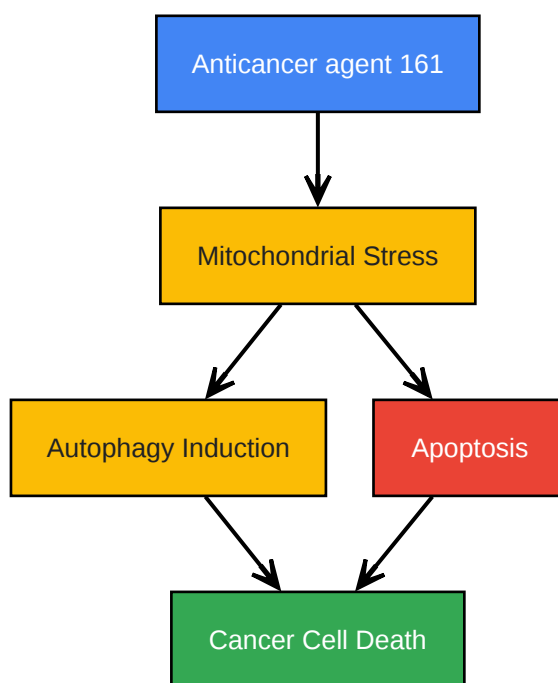 Anticancer agent 161
Mitochondrial Stress
Autophagy Induction
Apoptosis
Cancer Cell Death